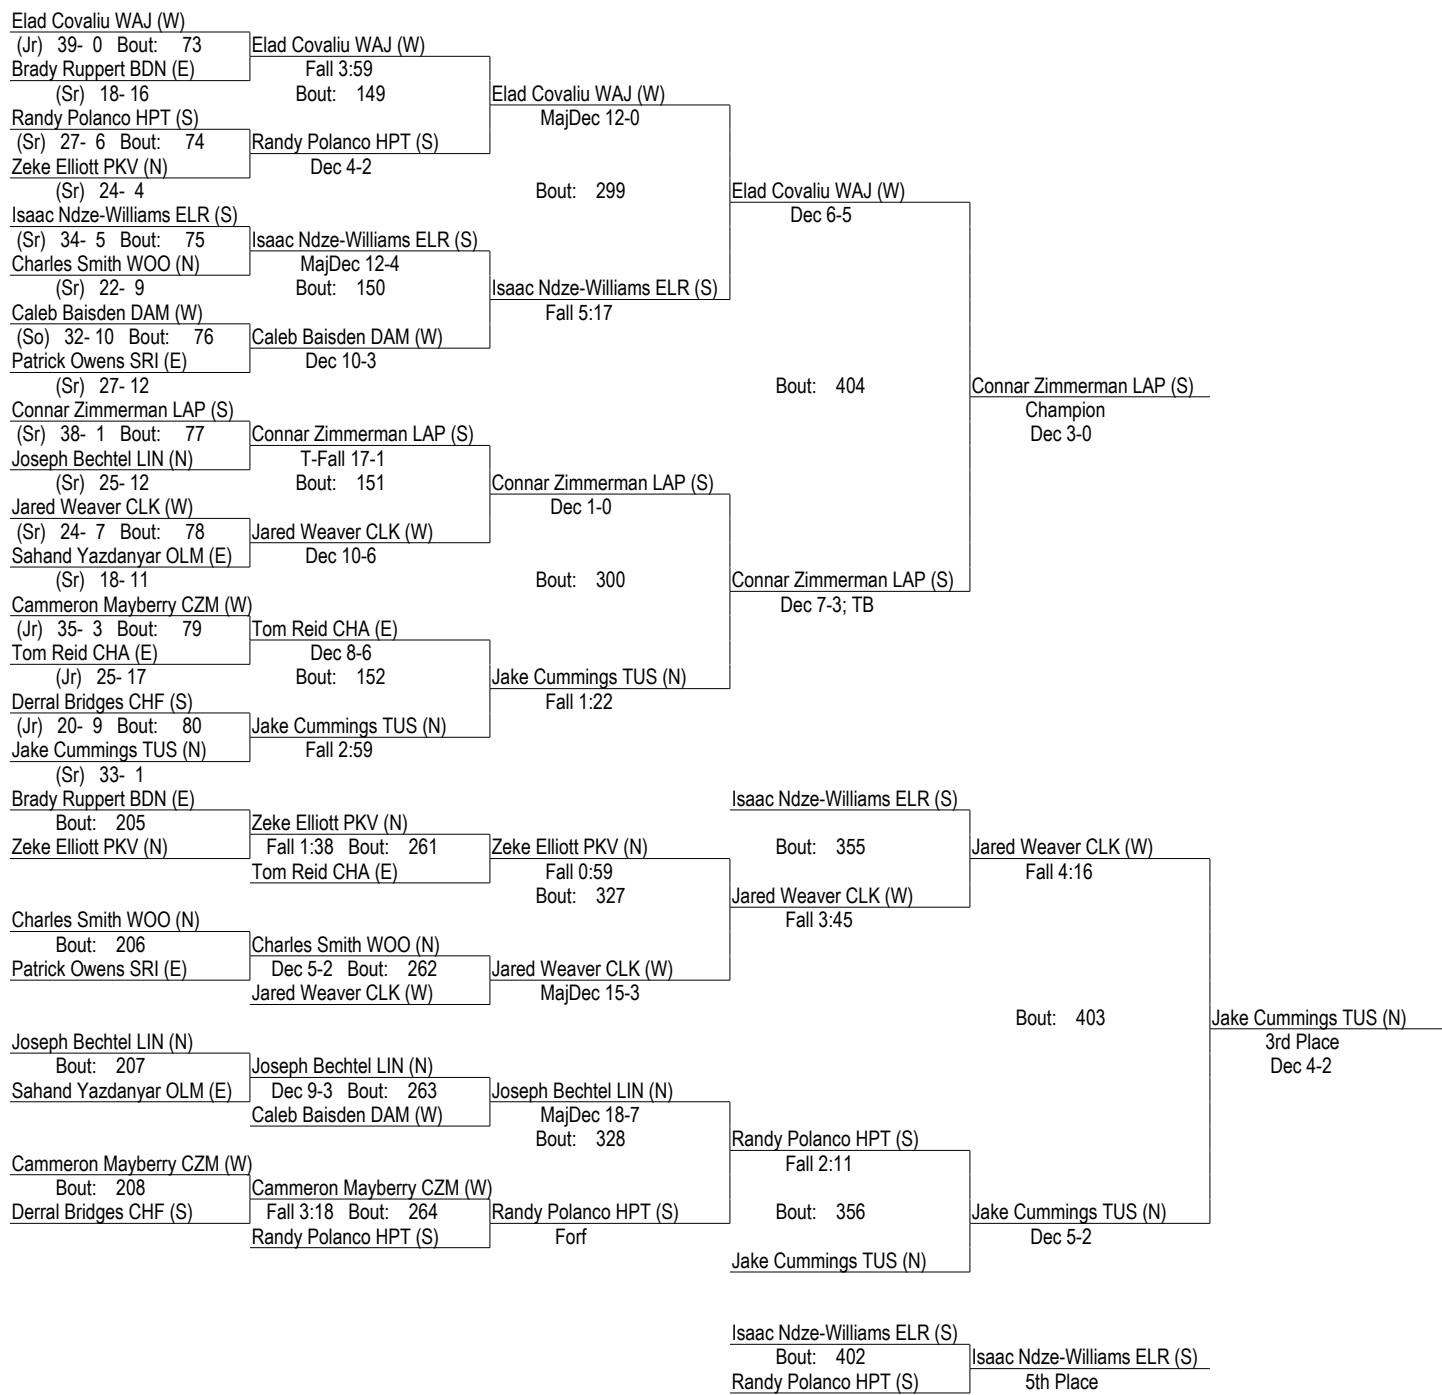 Elad Covaliu WAJ (W)
(Jr) 39- 0 Bout: 73 Elad Covaliu WAJ (W)
Brady Ruppert BDN (E) Fall 3:59
(Sr) 18- 16 Bout: 149 Elad Covaliu WAJ (W)
Randy Polanco HPT (S) MajDec 12-0
(Sr) 27- 6 Bout: 74 Randy Polanco HPT (S)
Zeke Elliott PKV (N) Dec 4-2
(Sr) 24- 4 Bout: 299 Elad Covaliu WAJ (W)
Isaac Ndze-Williams ELR (S) Dec 6-5
(Sr) 34- 5 Bout: 75 Isaac Ndze-Williams ELR (S)
Charles Smith WOO (N) MajDec 12-4
(Sr) 22- 9 Bout: 150 Isaac Ndze-Williams ELR (S)
Caleb Baisden DAM (W) Fall 5:17
(So) 32- 10 Bout: 76 Caleb Baisden DAM (W)
Patrick Owens SRI (E) Dec 10-3
(Sr) 27- 12 Bout: 404 Connar Zimmerman LAP (S)
Connar Zimmerman LAP (S) Champion
(Sr) 38- 1 Bout: 77 Connar Zimmerman LAP (S) Dec 3-0
Joseph Bechtel LIN (N) T-Fall 17-1
(Sr) 25- 12 Bout: 151 Connar Zimmerman LAP (S)
Jared Weaver CLK (W) Dec 1-0
(Sr) 24- 7 Bout: 78 Jared Weaver CLK (W)
Sahand Yazdanyar OLM (E) Dec 10-6
(Sr) 18- 11 Bout: 300 Connar Zimmerman LAP (S)
Cammeron Mayberry CZM (W) Dec 7-3; TB
(Jr) 35- 3 Bout: 79 Tom Reid CHA (E)
Tom Reid CHA (E) Dec 8-6
(Jr) 25- 17 Bout: 152 Jake Cummings TUS (N)
Derral Bridges CHF (S) Fall 1:22
(Jr) 20- 9 Bout: 80 Jake Cummings TUS (N)
Jake Cummings TUS (N) Fall 2:59
(Sr) 33- 1
Brady Ruppert BDN (E) Isaac Ndze-Williams ELR (S)
Bout: 205 Zeke Elliott PKV (N)
Zeke Elliott PKV (N) Fall 1:38 Bout: 261 Zeke Elliott PKV (N) Bout: 355 Jared Weaver CLK (W)
Tom Reid CHA (E) Fall 0:59 Fall 4:16
Bout: 327 Jared Weaver CLK (W)
Charles Smith WOO (N) Fall 3:45
Bout: 206 Charles Smith WOO (N)
Patrick Owens SRI (E) Dec 5-2 Bout: 262 Jared Weaver CLK (W)
Jared Weaver CLK (W) MajDec 15-3
Bout: 403 Jake Cummings TUS (N)
Joseph Bechtel LIN (N) 3rd Place
Bout: 207 Joseph Bechtel LIN (N) Dec 4-2
Sahand Yazdanyar OLM (E) Dec 9-3 Bout: 263 Joseph Bechtel LIN (N)
Caleb Baisden DAM (W) MajDec 18-7
Bout: 328 Randy Polanco HPT (S)
Cammeron Mayberry CZM (W) Fall 2:11
Bout: 208 Cammeron Mayberry CZM (W)
Derral Bridges CHF (S) Fall 3:18 Bout: 264 Randy Polanco HPT (S) Bout: 356 Jake Cummings TUS (N)
Randy Polanco HPT (S) Forf Dec 5-2
Jake Cummings TUS (N)
Isaac Ndze-Williams ELR (S)
Bout: 402 Isaac Ndze-Williams ELR (S)
Randy Polanco HPT (S) 5th Place